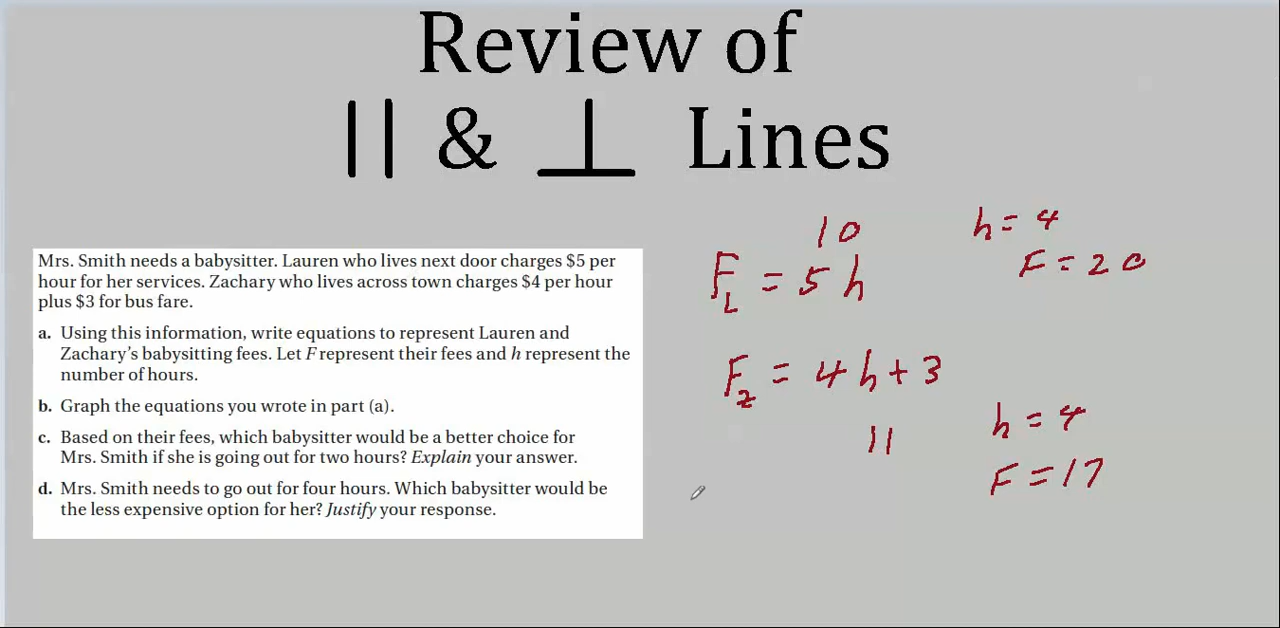 Review of
|| & ⊥ Lines
Mrs. Smith needs a babysitter. Lauren who lives next door charges $5 per
hour for her services. Zachary who lives across town charges $4 per hour
plus $3 for bus fare.
a. Using this information, write equations to represent Lauren and
Zachary's babysitting fees. Let F represent their fees and h represent the
number of hours.
b. Graph the equations you wrote in part (a).
c. Based on their fees, which babysitter would be a better choice for
Mrs. Smith if she is going out for two hours? Explain your answer.
d. Mrs. Smith needs to go out for four hours. Which babysitter would be
the less expensive option for her? Justify your response.
10
F_L = 5h
h = 4
F = 20
F_z = 4h + 3
11
h = 4
F = 17